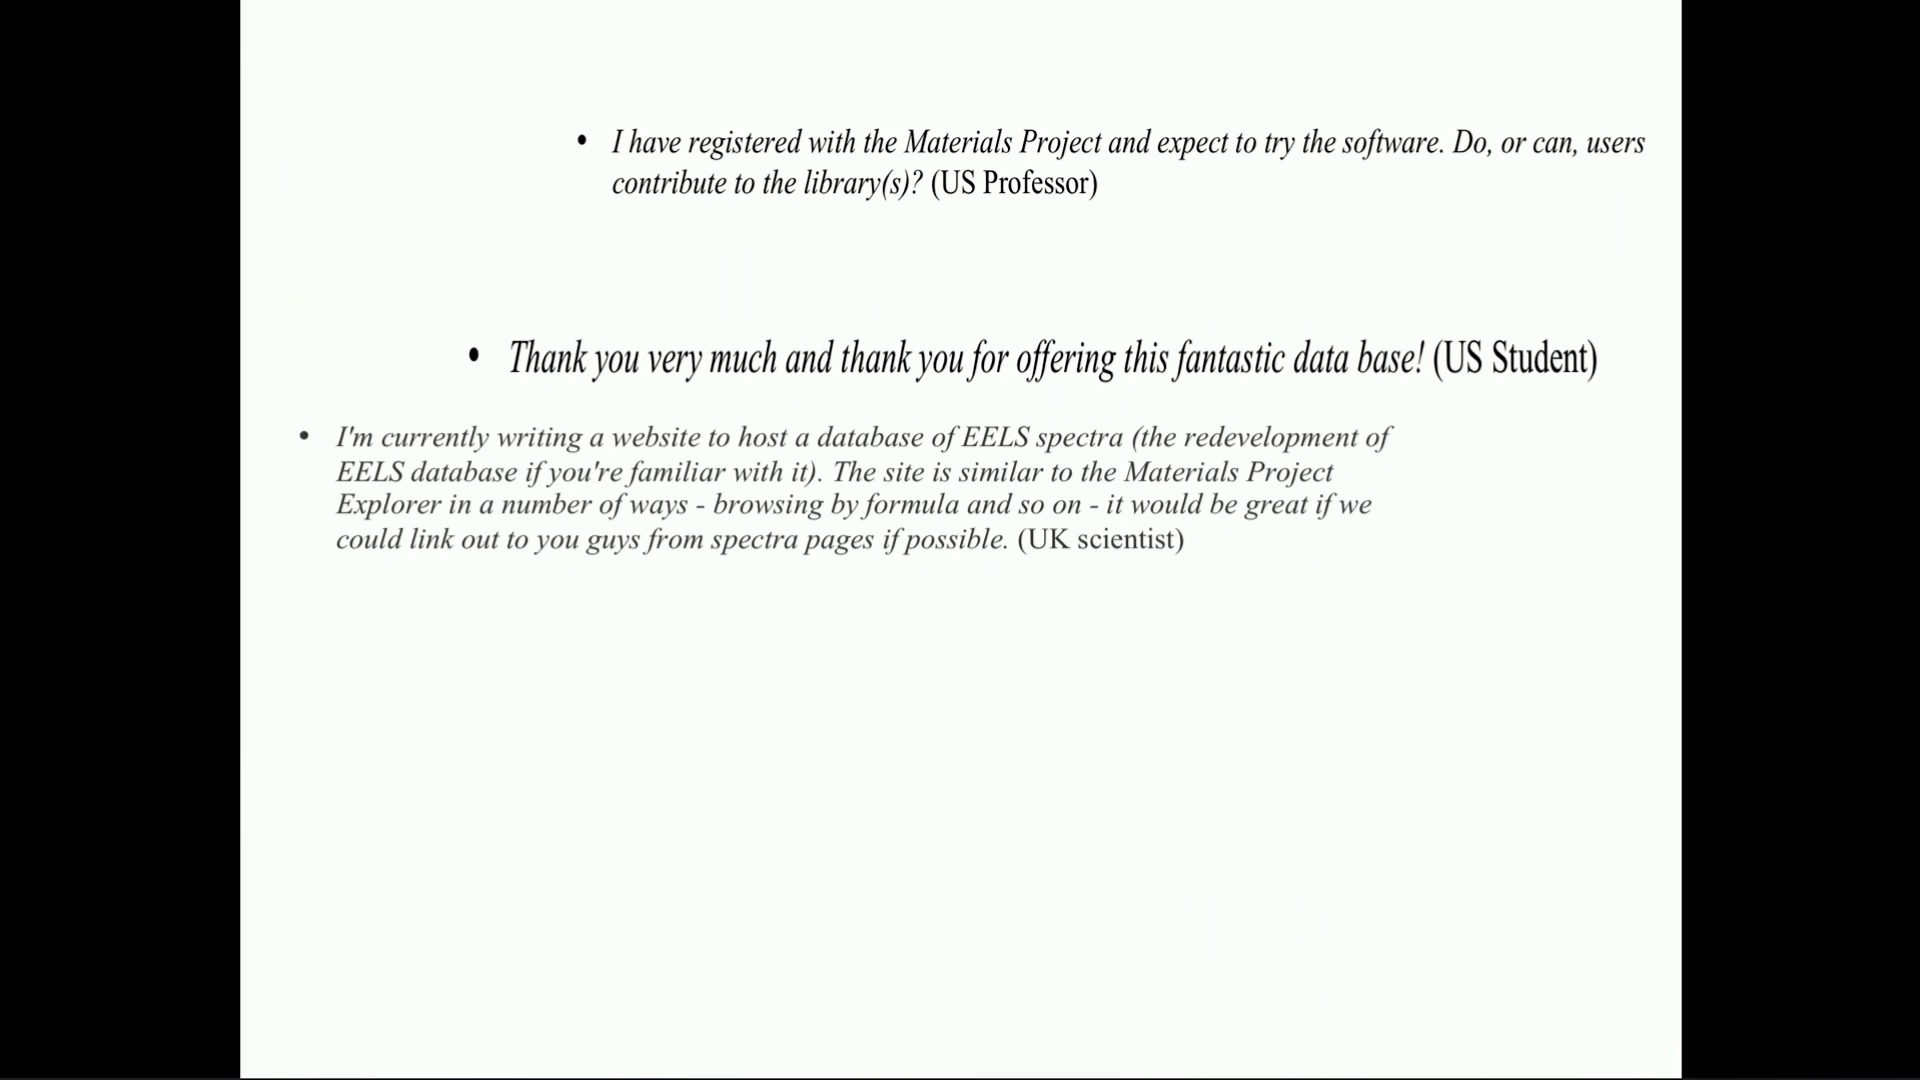 • I have registered with the Materials Project and expect to try the software. Do, or can, users
contribute to the library(s)? (US Professor)
• Thank you very much and thank you for offering this fantastic data base! (US Student)
• I'm currently writing a website to host a database of EELS spectra (the redevelopment of
EELS database if you're familiar with it). The site is similar to the Materials Project
Explorer in a number of ways - browsing by formula and so on - it would be great if we
could link out to you guys from spectra pages if possible. (UK scientist)